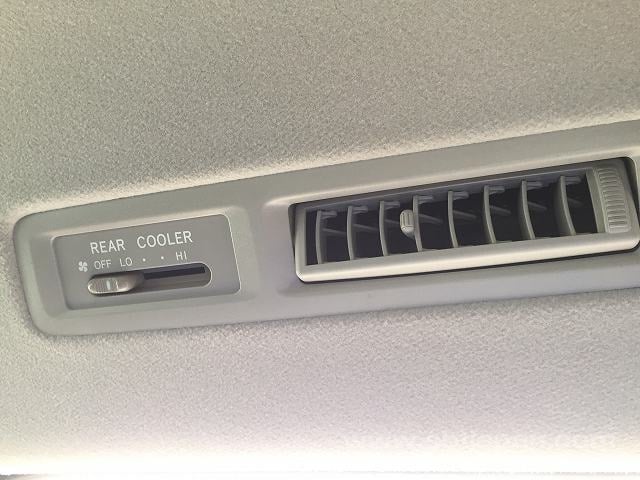 REAR COOLER
OFF LO · · HI